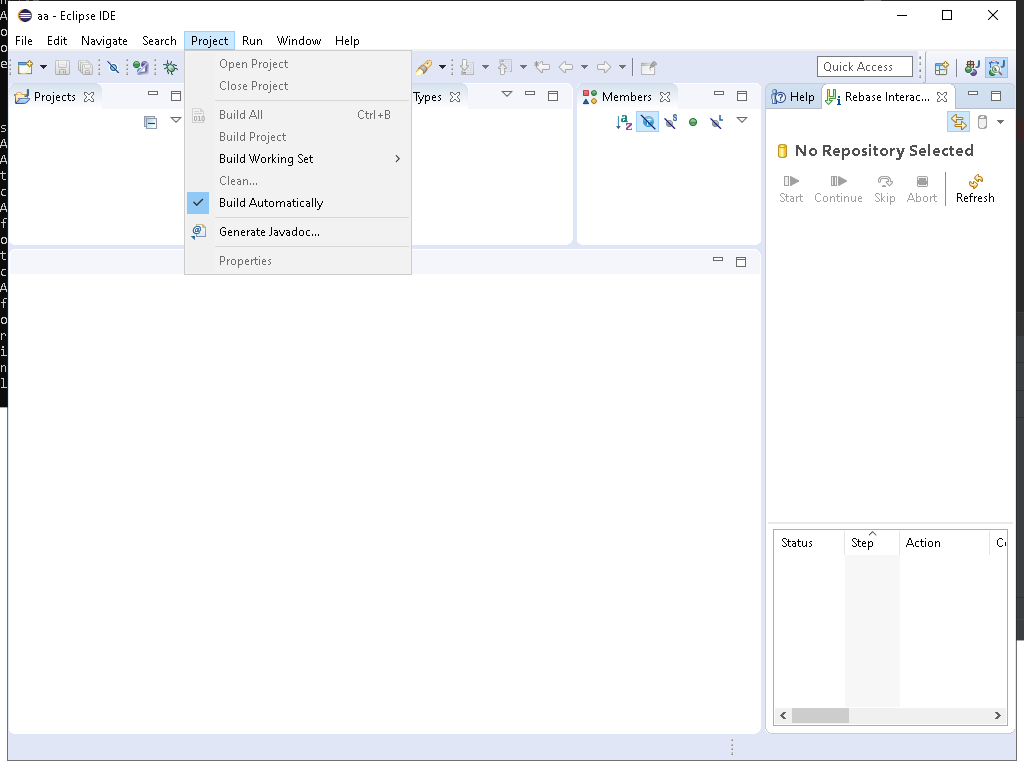 aa - Eclipse IDE
File Edit Navigate Search Project Run Window Help
Open Project
Close Project
Build All Ctrl+B
Build Project
Build Working Set
Clean...
Build Automatically
Generate Javadoc...
Properties
Quick Access
Projects
Types
Members
Help
Rebase Interac...
No Repository Selected
Start Continue Skip Abort Refresh
Status Step Action